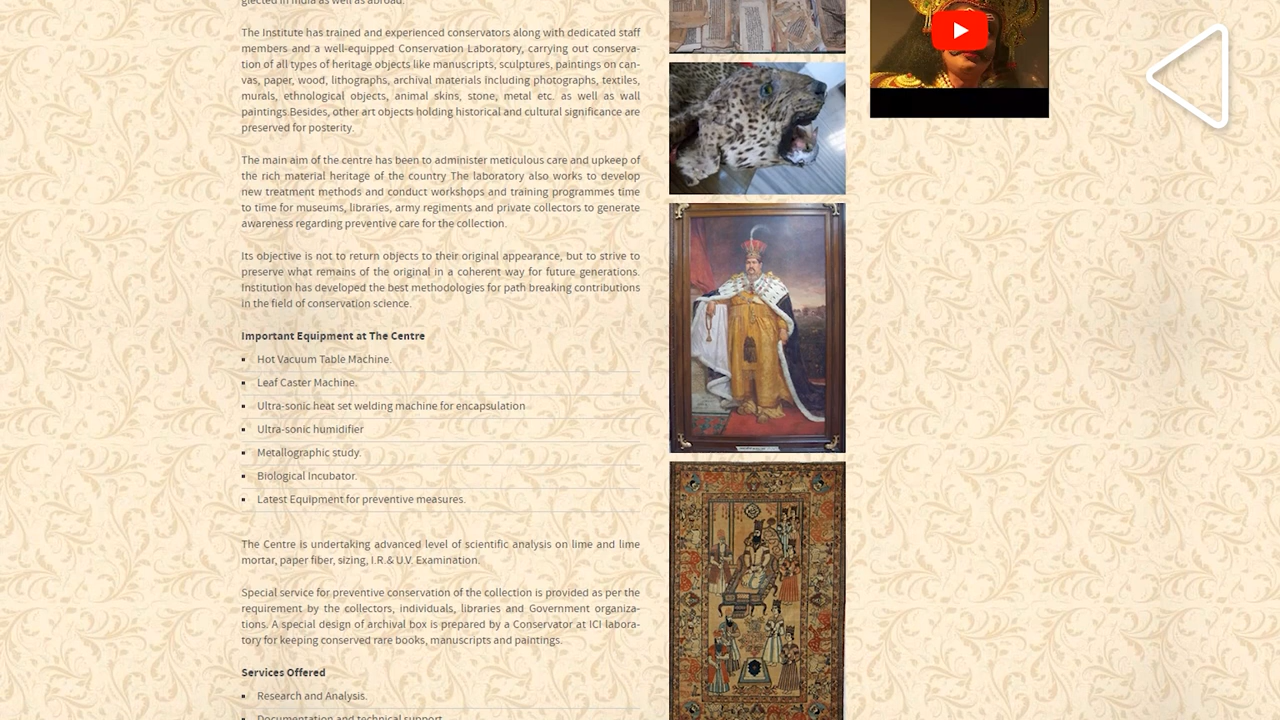 glected in India as well as abroad.
The Institute has trained and experienced conservators along with dedicated staff
members and a well-equipped Conservation Laboratory, carrying out conserva-
tion of all types of heritage objects like manuscripts, sculptures, paintings on can-
vas, paper, wood, lithographs, archival materials including photographs, textiles,
murals, ethnological objects, animal skins, stone, metal etc. as well as wall
paintings.Besides, other art objects holding historical and cultural significance are
preserved for posterity.
The main aim of the centre has been to administer meticulous care and upkeep of
the rich material heritage of the country The laboratory also works to develop
new treatment methods and conduct workshops and training programmes time
to time for museums, libraries, army regiments and private collectors to generate
awareness regarding preventive care for the collection.
Its objective is not to return objects to their original appearance, but to strive to
preserve what remains of the original in a coherent way for future generations.
Institution has developed the best methodologies for path breaking contributions
in the field of conservation science.
Important Equipment at The Centre
Hot Vacuum Table Machine.
Leaf Caster Machine.
Ultra-sonic heat set welding machine for encapsulation
Ultra-sonic humidifier
Metallographic study.
Biological Incubator.
Latest Equipment for preventive measures.
The Centre is undertaking advanced level of scientific analysis on lime and lime
mortar, paper fiber, sizing, I.R.& U.V. Examination.
Special service for preventive conservation of the collection is provided as per the
requirement by the collectors, individuals, libraries and Government organiza-
tions. A special design of archival box is prepared by a Conservator at ICI labora-
tory for keeping conserved rare books, manuscripts and paintings.
Services Offered
Research and Analysis.
Documentation and technical support